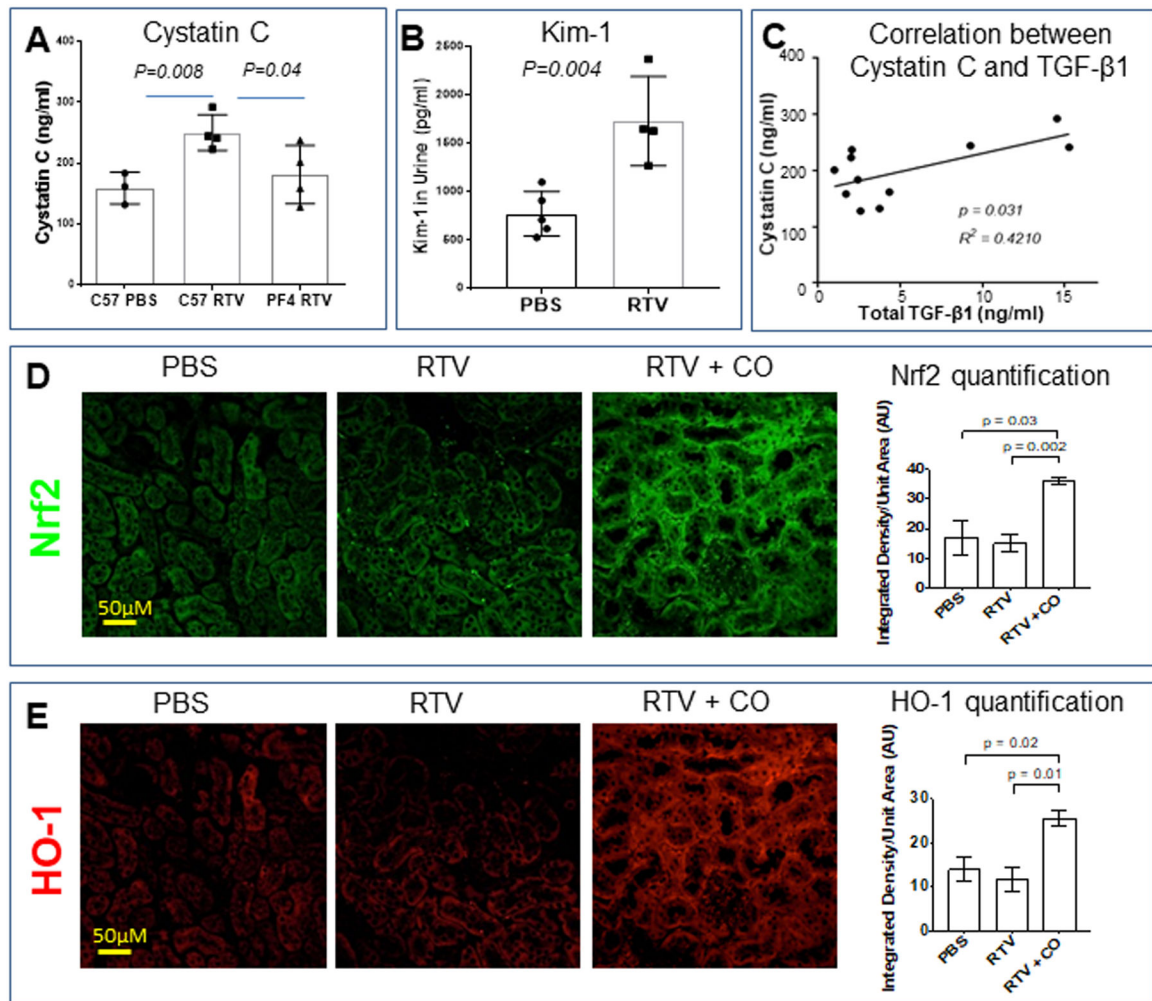 A
Cystatin C
P=0.008
P=0.04
Cystatin C (ng/ml)
400
300
200
100
0
C57 PBS
C57 RTV
PF4 RTV
B
Kim-1
P=0.004
Kim-1 in Urine (pg/ml)
2500
2000
1500
1000
500
0
PBS
RTV
C
Correlation between
Cystatin C and TGF-β1
Cystatin C (ng/ml)
400
300
200
100
0
p = 0.031
R² = 0.4210
0
5
10
15
Total TGF-β1 (ng/ml)
D
PBS
RTV
RTV + CO
Nrf2
50µM
Nrf2 quantification
p = 0.03
p = 0.002
Integrated Density/Unit Area (AU)
40
30
20
10
0
PBS
RTV
RTV+CO
E
PBS
RTV
RTV + CO
HO-1
50µM
HO-1 quantification
p = 0.02
p = 0.01
Integrated Density/Unit Area (AU)
30
20
10
0
PBS
RTV
RTV+CO